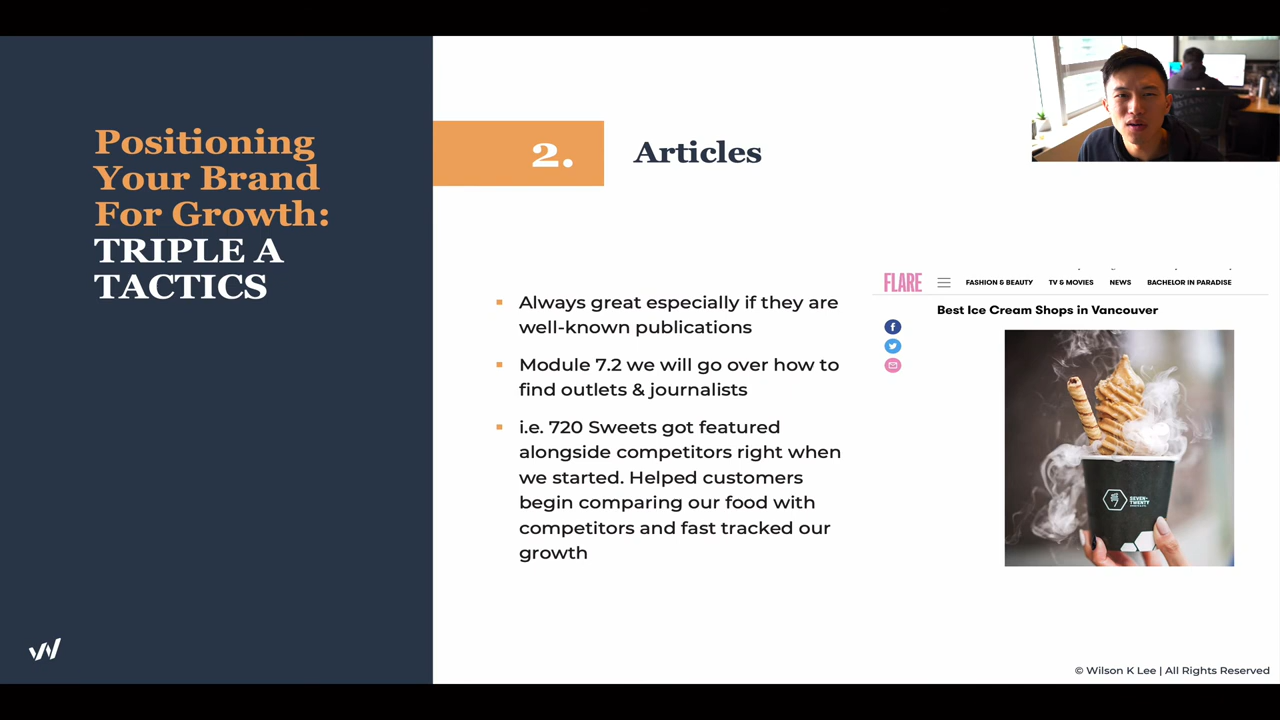 Positioning
Your Brand
For Growth:
TRIPLE A
TACTICS
2.
Articles
▪ Always great especially if they are
well-known publications
▪ Module 7.2 we will go over how to
find outlets & journalists
▪ i.e. 720 Sweets got featured
alongside competitors right when
we started. Helped customers
begin comparing our food with
competitors and fast tracked our
growth
FLARE
FASHION & BEAUTY TV & MOVIES NEWS BACHELOR IN PARADISE
Best Ice Cream Shops in Vancouver
SEVEN-
TWENTY
© Wilson K Lee | All Rights Reserved